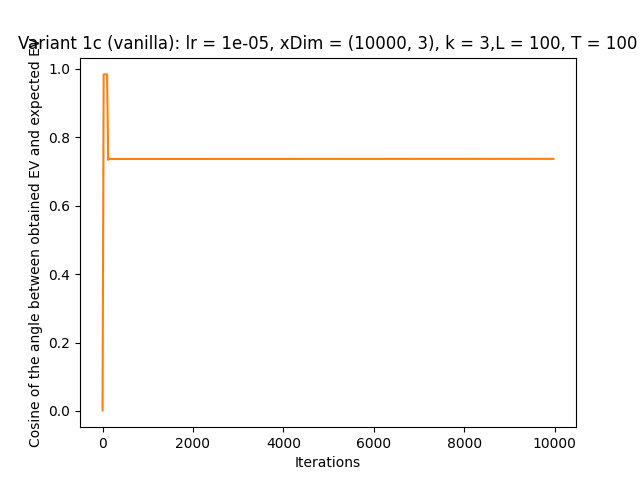 Variant 1c (vanilla): lr = 1e-05, xDim = (10000, 3), k = 3,L = 100, T = 100
Cosine of the angle between obtained EV and expected EV
1.0
0.8
0.6
0.4
0.2
0.0
0 2000 4000 6000 8000 10000
Iterations